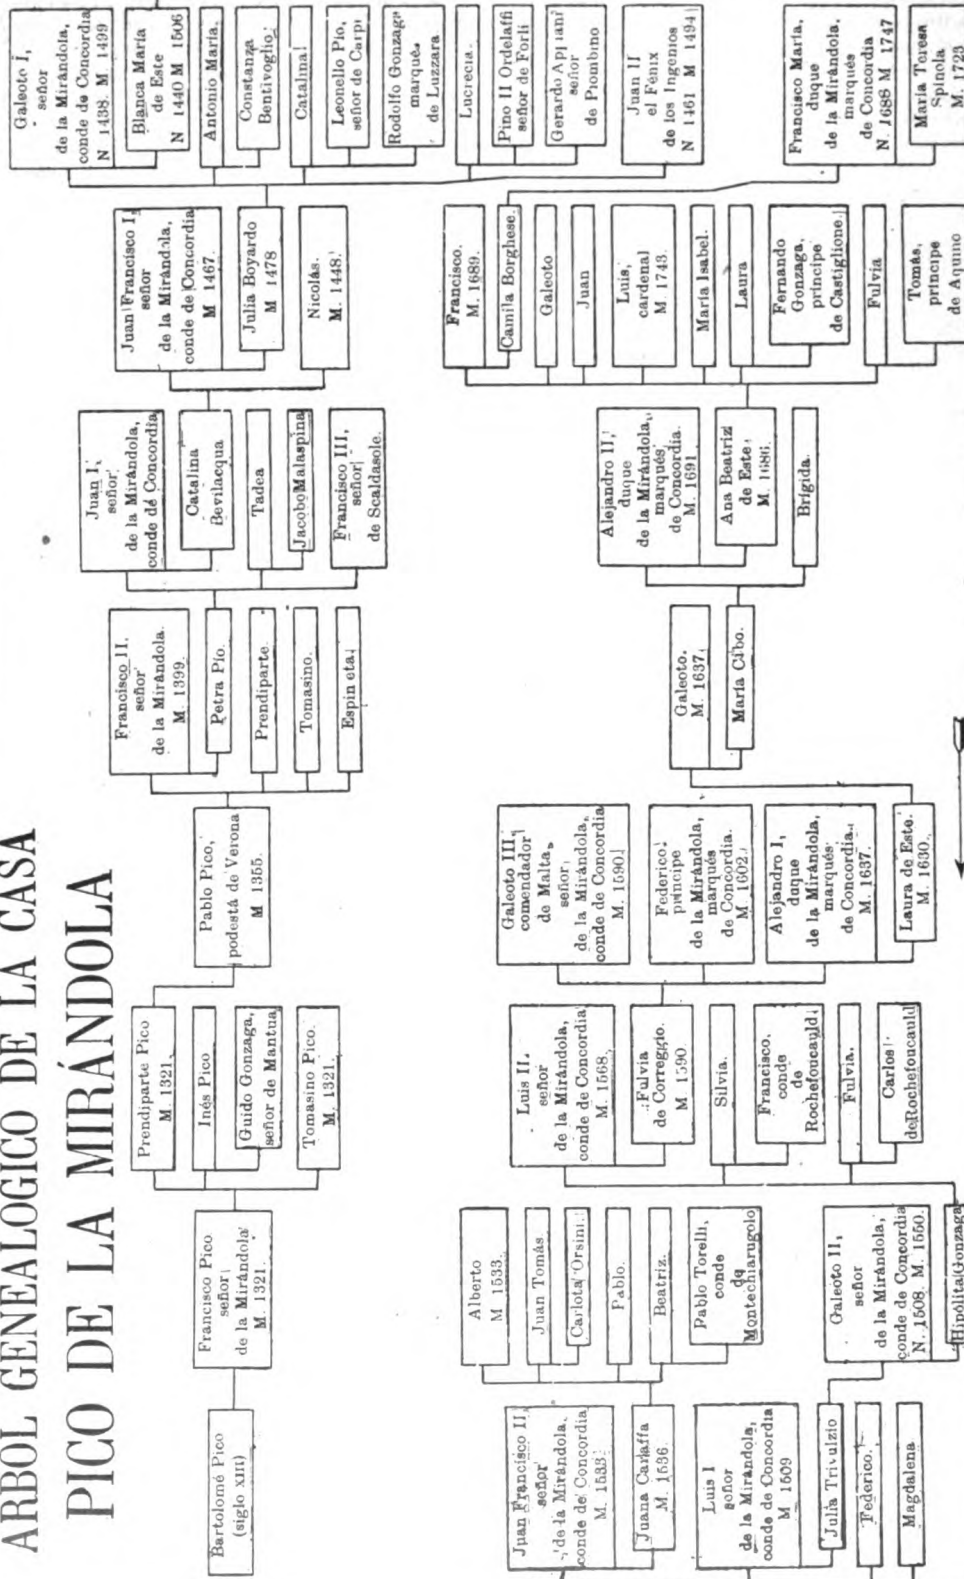 ARBOL GENEALOGICO DE LA CASA
PICO DE LA MIRÁNDOLA
Bartolomé Pico
(siglo XIII)
Francisco Pico
señor
de la Mirándola
M. 1321.
Prendiparte Pico
M. 1321.
Inés Pico
Guido Gonzaga,
señor de Mantua
Tomasino Pico.
M. 1321.
Pablo Pico,
podestá de Verona
M 1355.
Francisco II,
señor
de la Mirándola.
M. 1399.
Petra Pío.
Prendiparte.
Tomasino.
Espineta.
Juan I,
señor
de la Mirándola,
conde de Concordia
Catalina
Bevilacqua
Tadea
Jacobo Malaspina
Francisco III,
señor
de Scaldasole.
Juan Francisco I,
señor
de la Mirándola,
conde de Concordia
M 1467.
Julia Boyardo
M 1478
Nicolás.
M. 1448.
Galeoto I,
señor
de la Mirándola,
conde de Concordia
N 1438. M. 1499
Blanca María
de Este
N 1440 M 1506
Antonio María.
Constanza
Bentivoglio.
Catalina
Leonello Pío,
señor de Carpi
Rodolfo Gonzaga
marqué.
de Luzzara
Lucrecia.
Pino II Ordelaffi
señor de Forli
Gerardo Appiani
señor
de Piombino
Juan II
el Fénix
de los Ingenios
N 1461 M 1494
Juan Francisco II,
señor
de la Mirándola,
conde de Concordia
M. 1533.
Juana Caraffa
M. 1536.
Luis I
señor
de la Mirándola,
conde de Concordia
M 1509
Julia Trivulzio
Federico.
Magdalena
Alberto
M 1533.
Juan Tomás
Carlota Orsini.
Pablo.
Beatriz.
Pablo Torelli,
conde
de
Montechiarugolo
Galeoto II,
señor
de la Mirándola,
conde de Concordia
N. 1508. M. 1550.
Hipólita Gonzaga
Luis II.
señor
de la Mirándola,
conde de Concordia
M. 1568.
Fulvia
de Correggio.
M 1590.
Silvia.
Francisco.
conde
de
Rochefoucauld
Fulvia.
Carlos
de Rochefoucauld
Galeoto III,
comendador
de Malta,
señor
de la Mirándola,
conde de Concordia
M. 1590.
Federico.
príncipe
de la Mirándola,
marqués
de Concordia.
M. 1602.
Alejandro I,
duque
de la Mirándola,
marqués
de Concordia.
M. 1637.
Laura de Este.
M. 1630.
Galeoto.
M. 1637.
María Cibo.
Alejandro II,
duque
de la Mirándola,
marqués
de Concordia.
M. 1691
Ana Beatriz
de Este.
M. 1686.
Brígida.
Francisco.
M. 1689.
Camila Borghese.
Galeoto
Juan
Luis,
cardenal
M. 1743.
María Isabel.
Laura
Fernando
Gonzaga,
príncipe
de Castiglione.
Fulvia
Tomás,
príncipe
de Aquino
Francisco María,
duque
de la Mirándola,
marqués
de Concordia
N. 1688 M 1747
María Teresa
Spinola
M. 1723